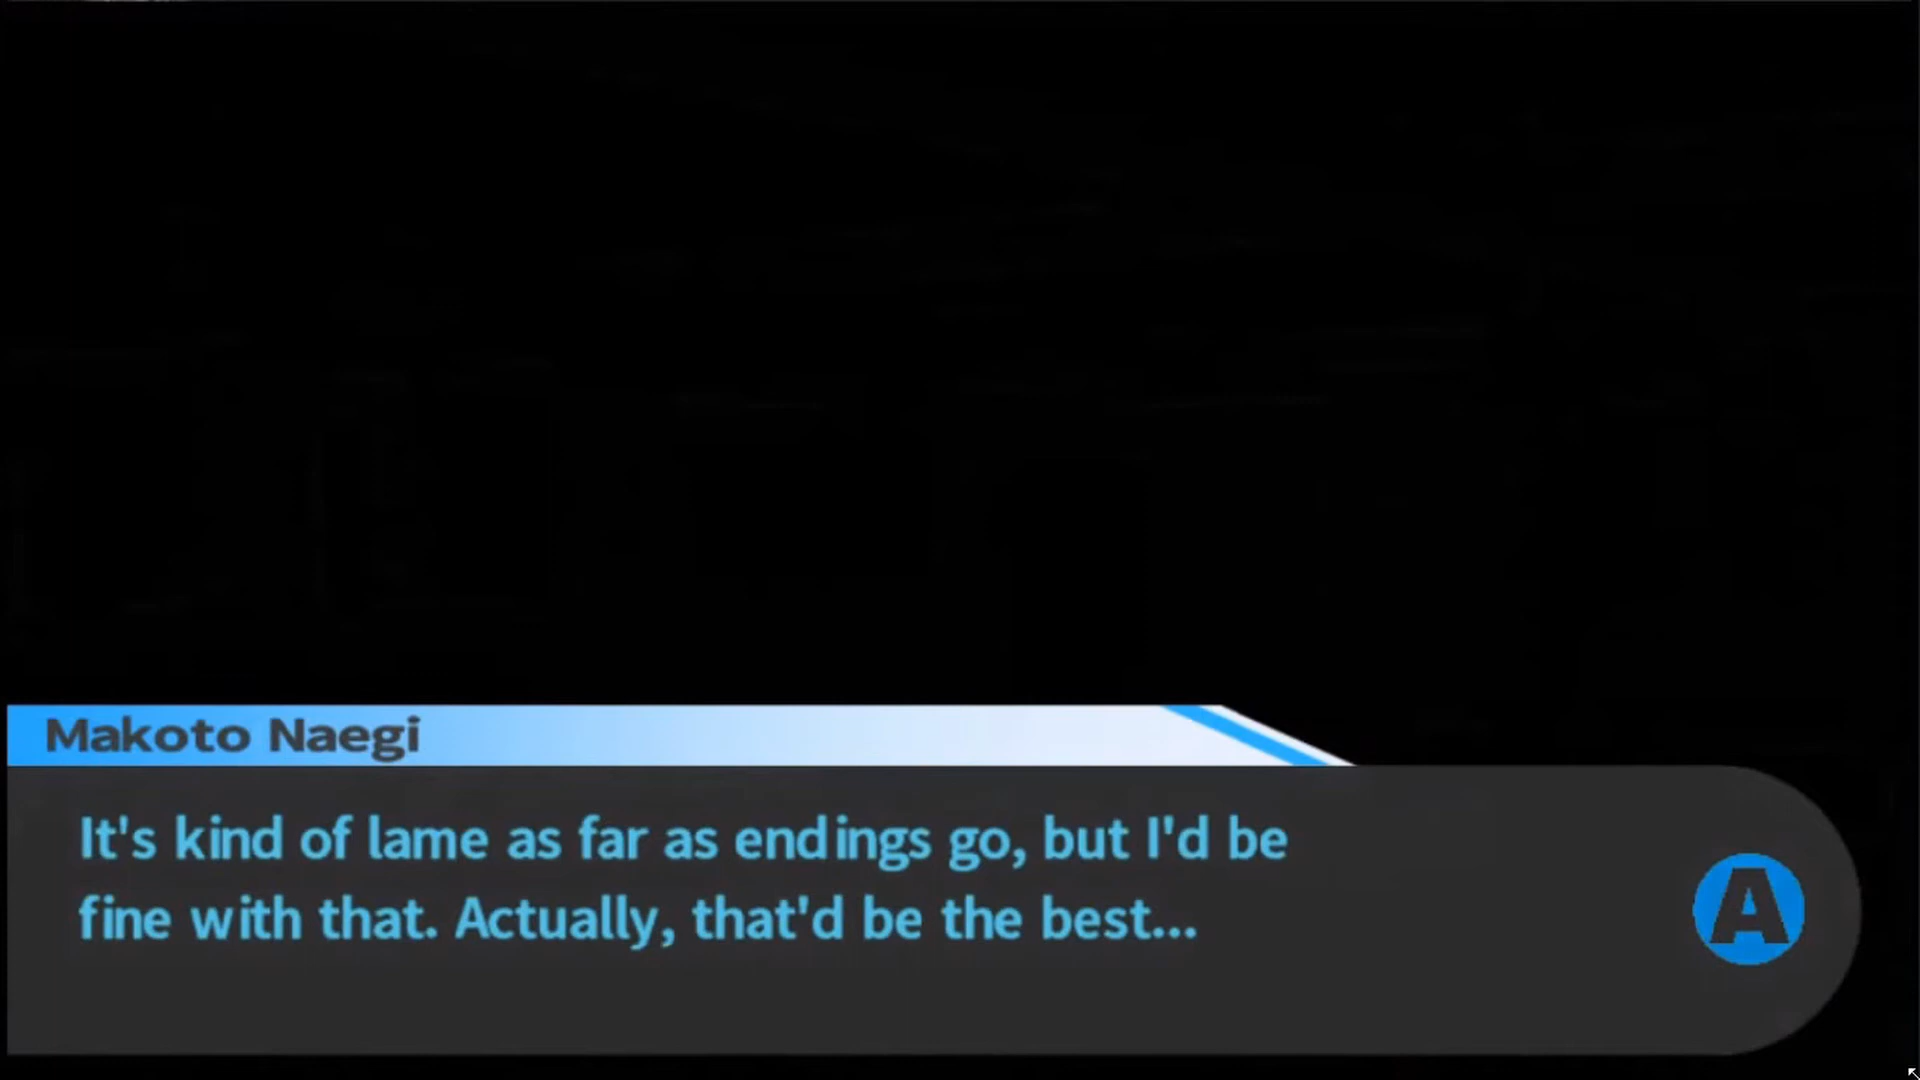 Makoto Naegi
It's kind of lame as far as endings go, but I'd be
fine with that. Actually, that'd be the best...
A